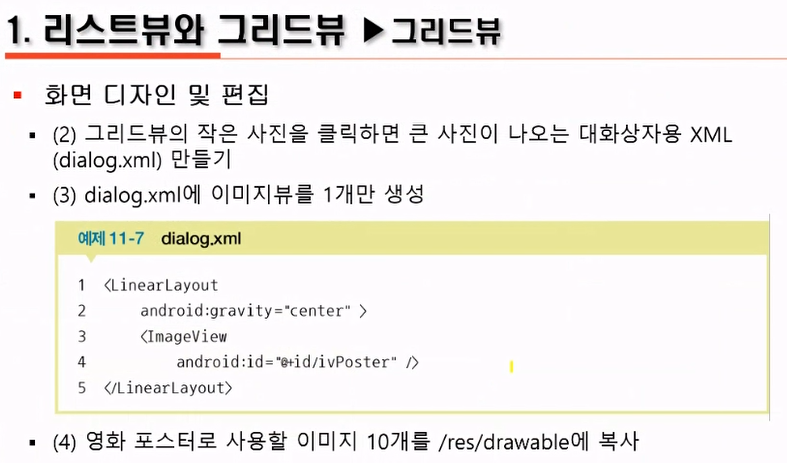 1. 리스트뷰와 그리드뷰 ▶그리드뷰
▪ 화면 디자인 및 편집
▪ (2) 그리드뷰의 작은 사진을 클릭하면 큰 사진이 나오는 대화상자용 XML
(dialog.xml) 만들기
▪ (3) dialog.xml에 이미지뷰를 1개만 생성
예제 11-7 dialog.xml
1 <LinearLayout
2 android:gravity="center" >
3 <ImageView
4 android:id="@+id/ivPoster" />
5 </LinearLayout>
▪ (4) 영화 포스터로 사용할 이미지 10개를 /res/drawable에 복사